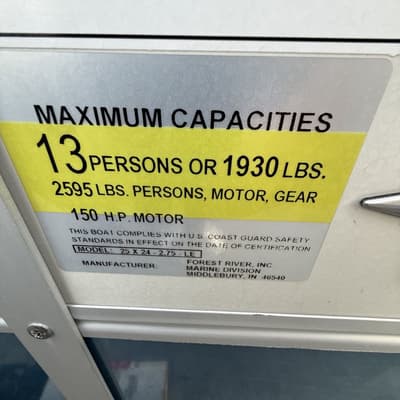 MAXIMUM CAPACITIES
13 PERSONS OR 1930 LBS.
2595 LBS. PERSONS, MOTOR, GEAR
150 H.P. MOTOR
THIS BOAT COMPLIES WITH U.S. COAST GUARD SAFETY
STANDARDS IN EFFECT ON THE DATE OF CERTIFICATION
MODEL: 25 X 24 - 2.75 - LE
MANUFACTURER: FOREST RIVER, INC
MARINE DIVISION
MIDDLEBURY, IN 46540